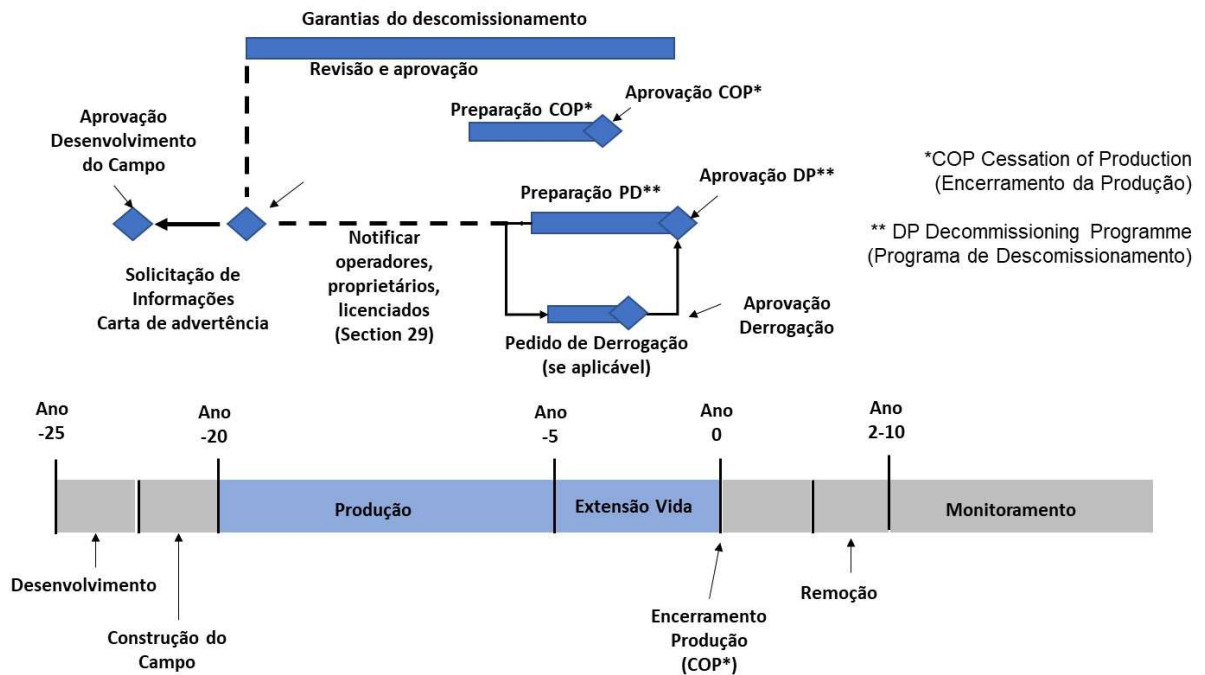 Garantias do descomissionamento
Revisão e aprovação
Preparação COP*
Aprovação COP*
Aprovação
Desenvolvimento
do Campo
*COP Cessation of Production
(Encerramento da Produção)
Preparação PD**
Aprovação DP**
** DP Decommissioning Programme
(Programa de Descomissionamento)
Solicitação de
Informações
Carta de advertência
Notificar
operadores,
proprietários,
licenciados
(Section 29)
Pedido de Derrogação
(se aplicável)
Aprovação
Derrogação
Ano
-25
Ano
-20
Ano
-5
Ano
0
Ano
2-10
Produção
Extensão Vida
Monitoramento
Desenvolvimento
Construção do
Campo
Encerramento
Produção
(COP*)
Remoção